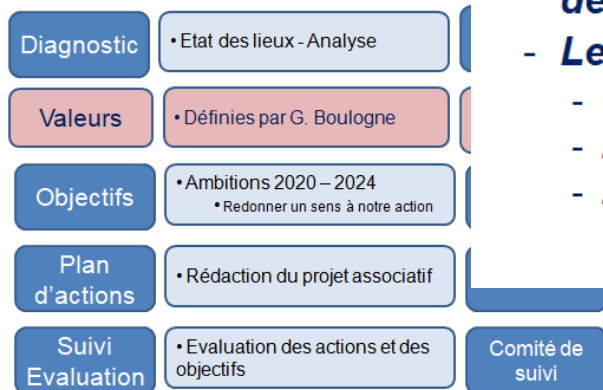 Diagnostic
• Etat des lieux - Analyse
- Le
-
-
-
Valeurs
• Définies par G. Boulogne
Objectifs
• Ambitions 2020 – 2024
• Redonner un sens à notre action
Plan
d'actions
• Rédaction du projet associatif
Suivi
Evaluation
• Evaluation des actions et des
objectifs
Comité de
suivi